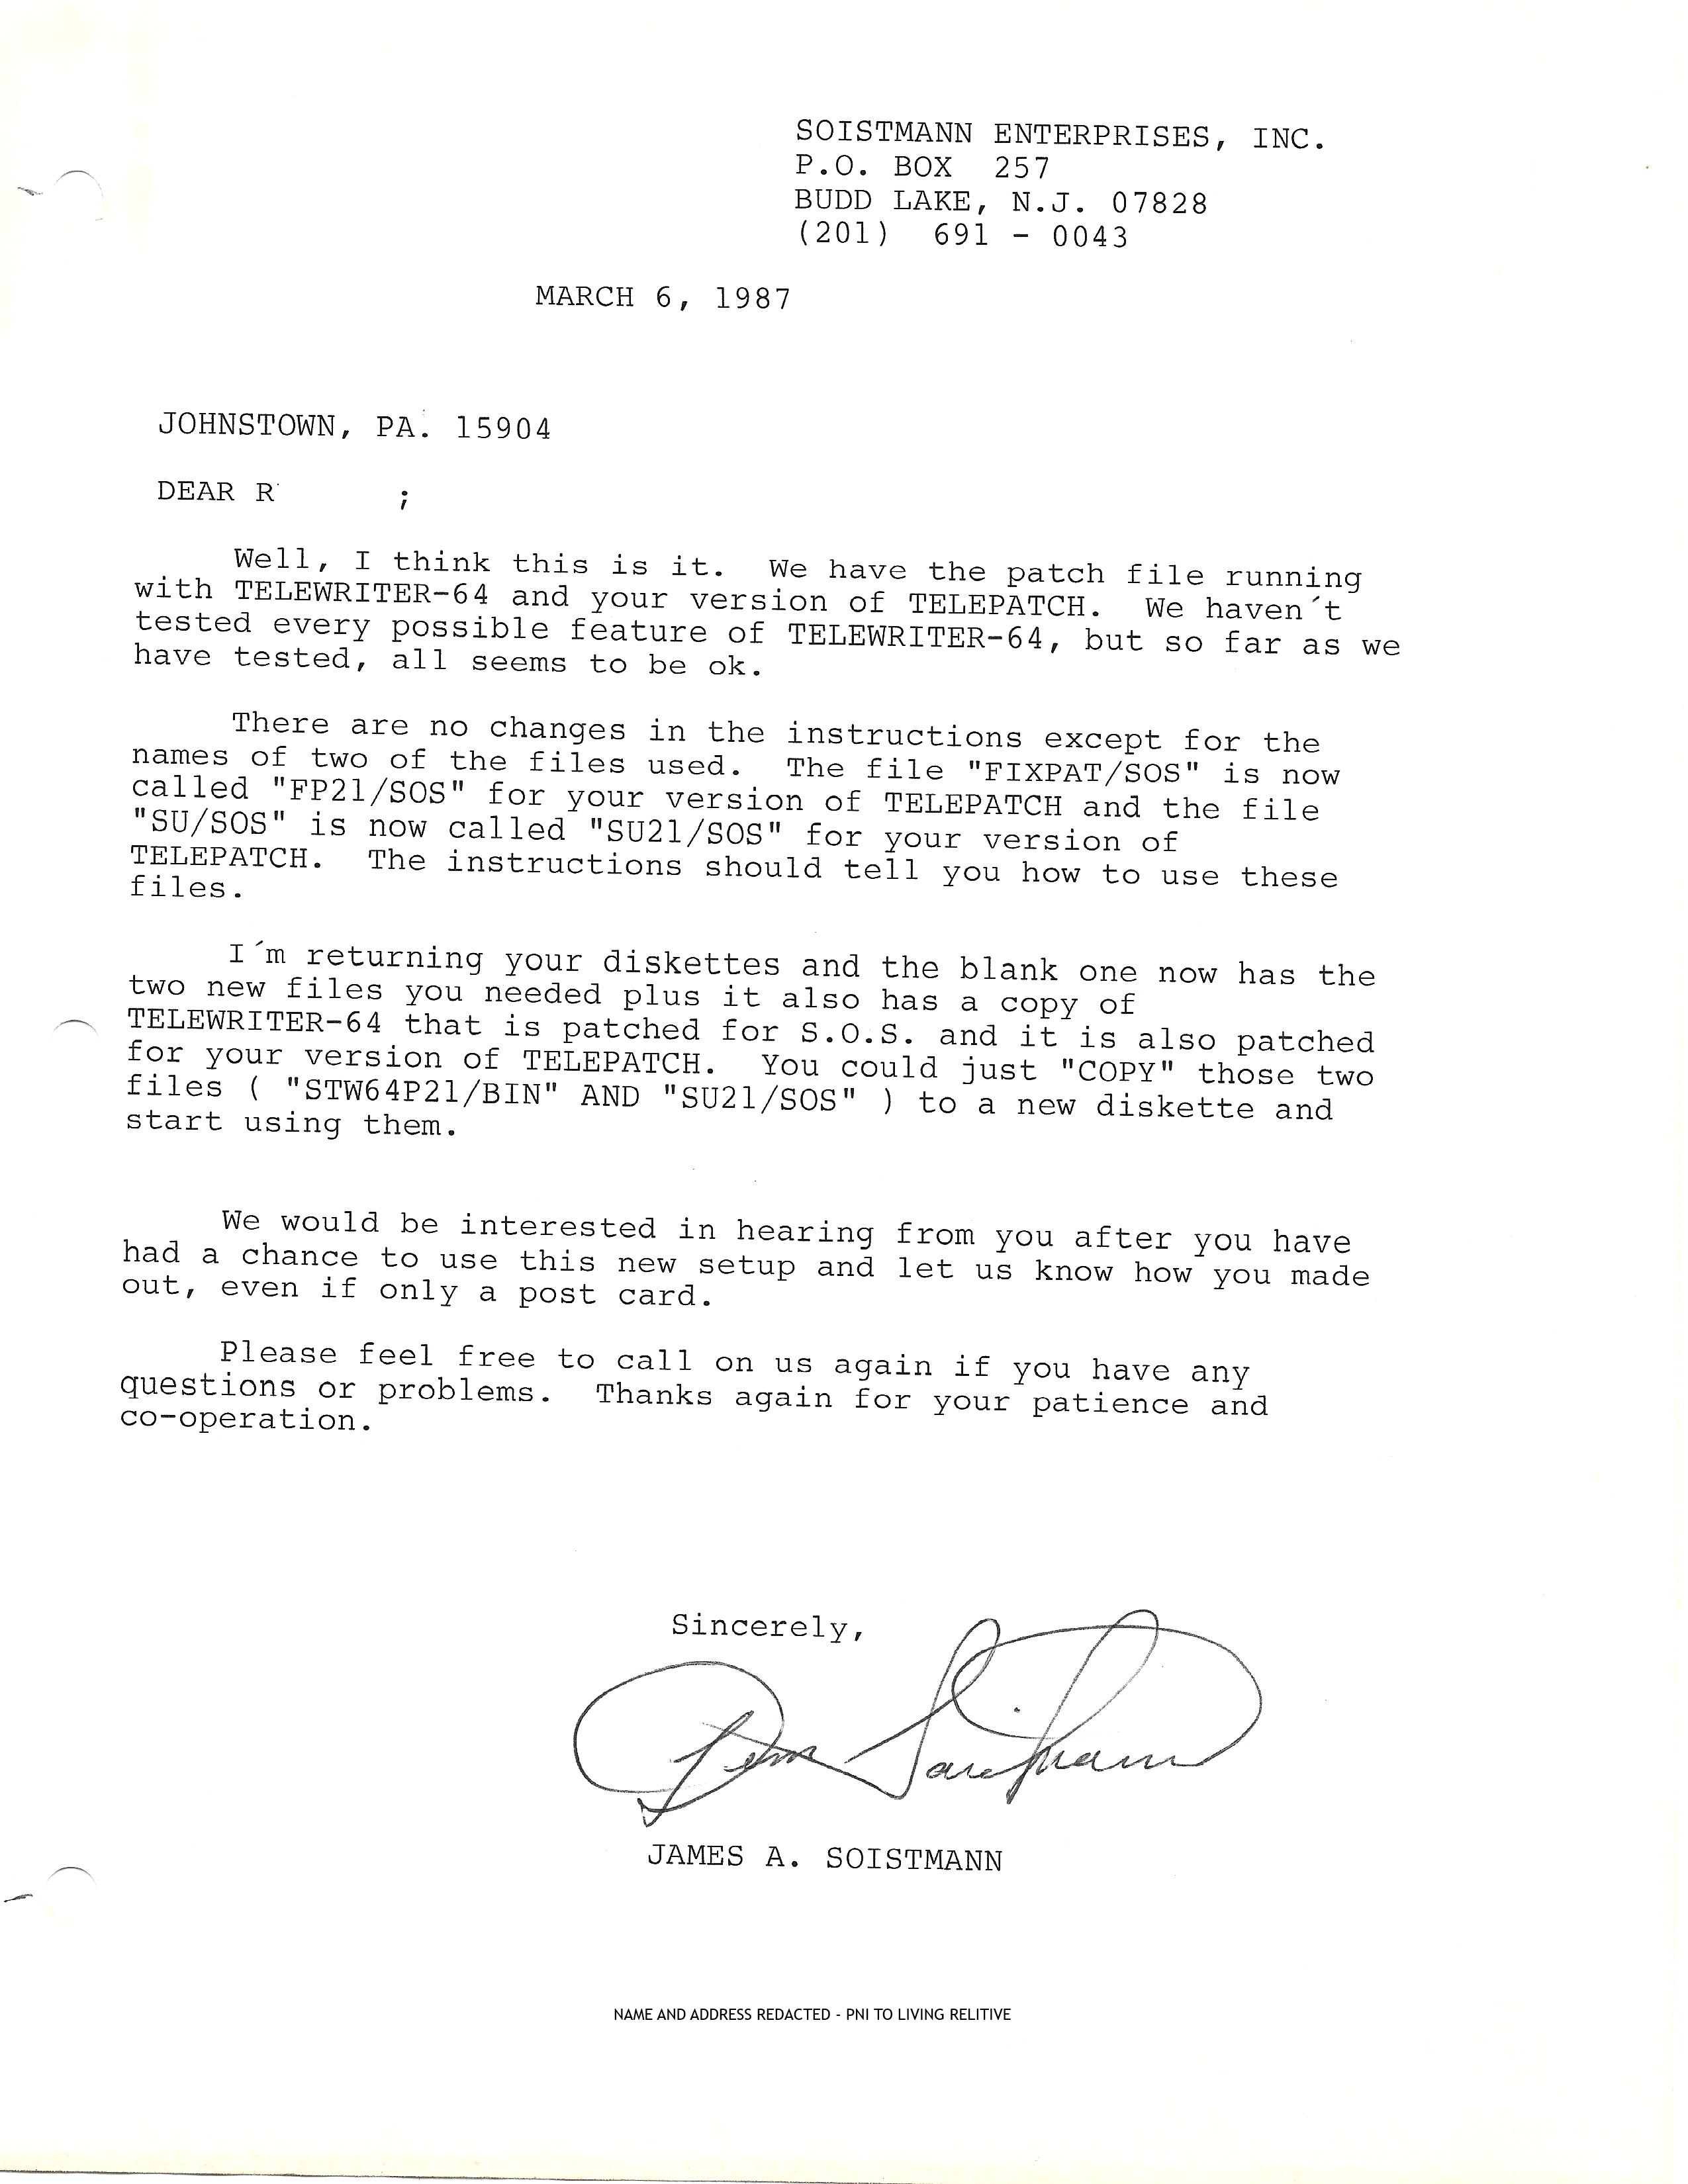 SOISTMANN ENTERPRISES, INC.
P.O. BOX 257
BUDD LAKE, N.J. 07828
(201) 691 - 0043
MARCH 6, 1987
JOHNSTOWN, PA. 15904
DEAR R ;
Well, I think this is it. We have the patch file running
with TELEWRITER-64 and your version of TELEPATCH. We haven´t
tested every possible feature of TELEWRITER-64, but so far as we
have tested, all seems to be ok.
There are no changes in the instructions except for the
names of two of the files used. The file "FIXPAT/SOS" is now
called "FP21/SOS" for your version of TELEPATCH and the file
"SU/SOS" is now called "SU21/SOS" for your version of
TELEPATCH. The instructions should tell you how to use these
files.
I´m returning your diskettes and the blank one now has the
two new files you needed plus it also has a copy of
TELEWRITER-64 that is patched for S.O.S. and it is also patched
for your version of TELEPATCH. You could just "COPY" those two
files ( "STW64P21/BIN" AND "SU21/SOS" ) to a new diskette and
start using them.
We would be interested in hearing from you after you have
had a chance to use this new setup and let us know how you made
out, even if only a post card.
Please feel free to call on us again if you have any
questions or problems. Thanks again for your patience and
co-operation.
Sincerely,
Jim Soistmann
JAMES A. SOISTMANN
NAME AND ADDRESS REDACTED - PNI TO LIVING RELITIVE